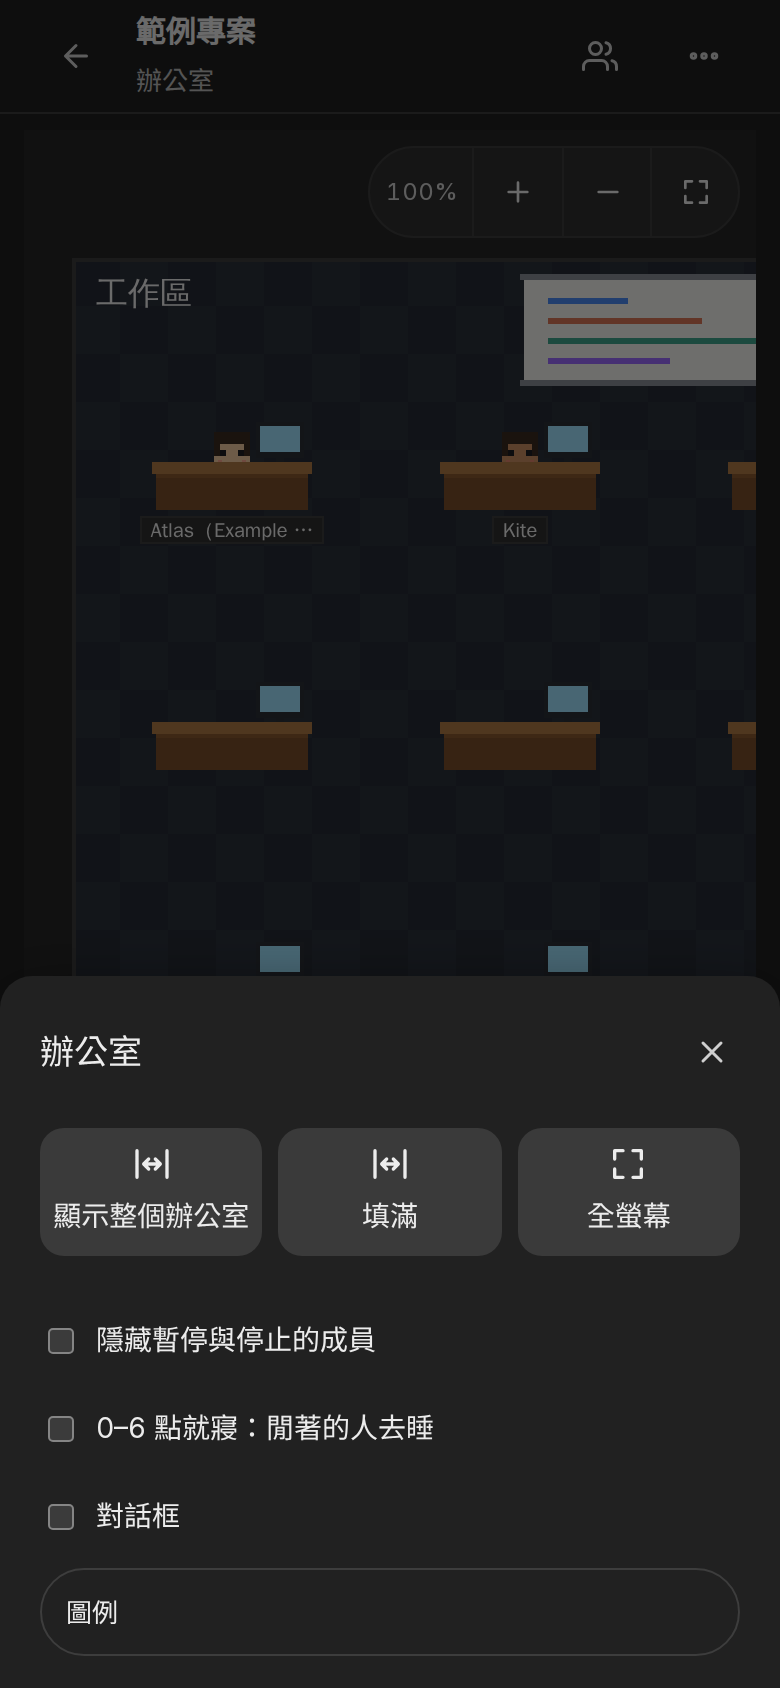 範例專案
辦公室
100%
工作區
Atlas（Example ⋯
Kite
辦公室
顯示整個辦公室
填滿
全螢幕
隱藏暫停與停止的成員
0–6 點就寢：閒著的人去睡
對話框
圖例